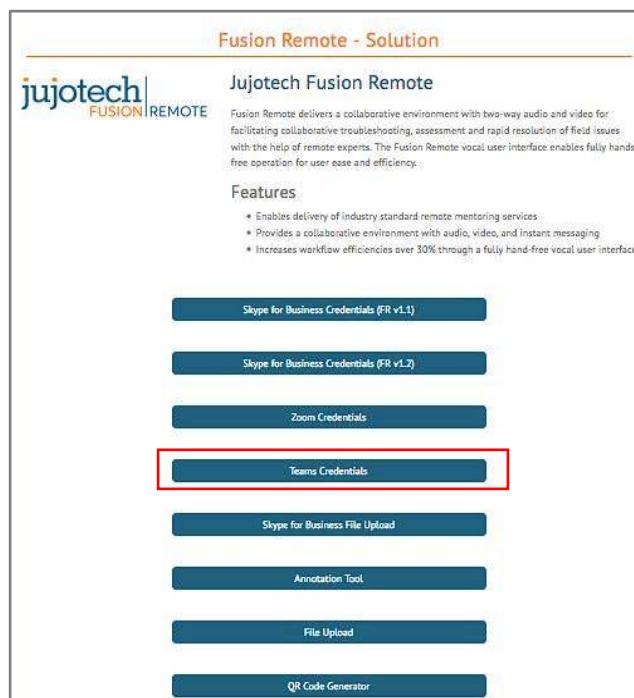 Fusion Remote - Solution
jujotech
FUSION REMOTE
Jujotech Fusion Remote
Fusion Remote delivers a collaborative environment with two-way audio and video for
facilitating collaborative troubleshooting, assessment and rapid resolution of field issues
with the help of remote experts. The Fusion Remote vocal user interface enables fully hands
free operation for user ease and efficiency.
Features
• Enables delivery of industry standard remote mentoring services
• Provides a collaborative environment with audio, video, and instant messaging
• Increases workflow efficiencies over 30% through a fully hand-free vocal user interface
Skype for Business Credentials (FR v1.1)
Skype for Business Credentials (FR v1.2)
Zoom Credentials
Teams Credentials
Skype for Business File Upload
Annotation Tool
File Upload
QR Code Generator